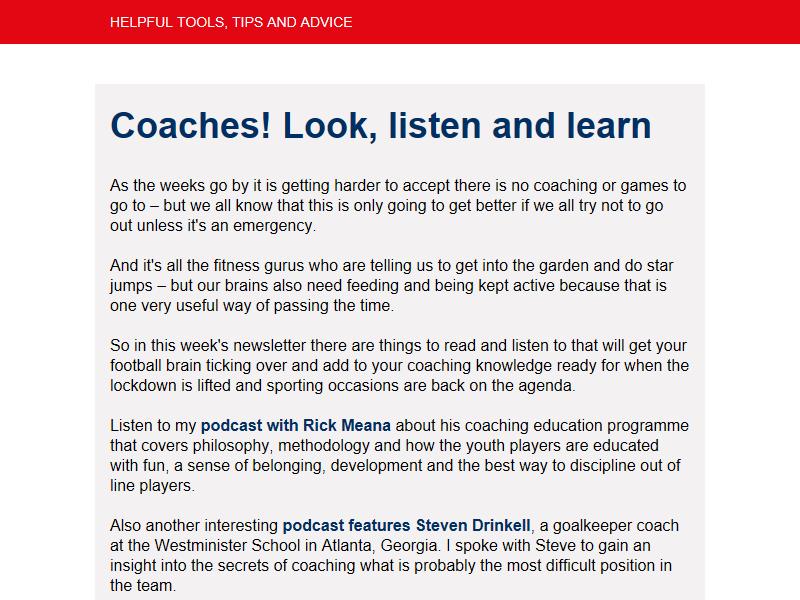 HELPFUL TOOLS, TIPS AND ADVICE
Coaches! Look, listen and learn
As the weeks go by it is getting harder to accept there is no coaching or games to
go to – but we all know that this is only going to get better if we all try not to go
out unless it's an emergency.
And it's all the fitness gurus who are telling us to get into the garden and do star
jumps – but our brains also need feeding and being kept active because that is
one very useful way of passing the time.
So in this week's newsletter there are things to read and listen to that will get your
football brain ticking over and add to your coaching knowledge ready for when the
lockdown is lifted and sporting occasions are back on the agenda.
Listen to my podcast with Rick Meana about his coaching education programme
that covers philosophy, methodology and how the youth players are educated
with fun, a sense of belonging, development and the best way to discipline out of
line players.
Also another interesting podcast features Steven Drinkell, a goalkeeper coach
at the Westminister School in Atlanta, Georgia. I spoke with Steve to gain an
insight into the secrets of coaching what is probably the most difficult position in
the team.